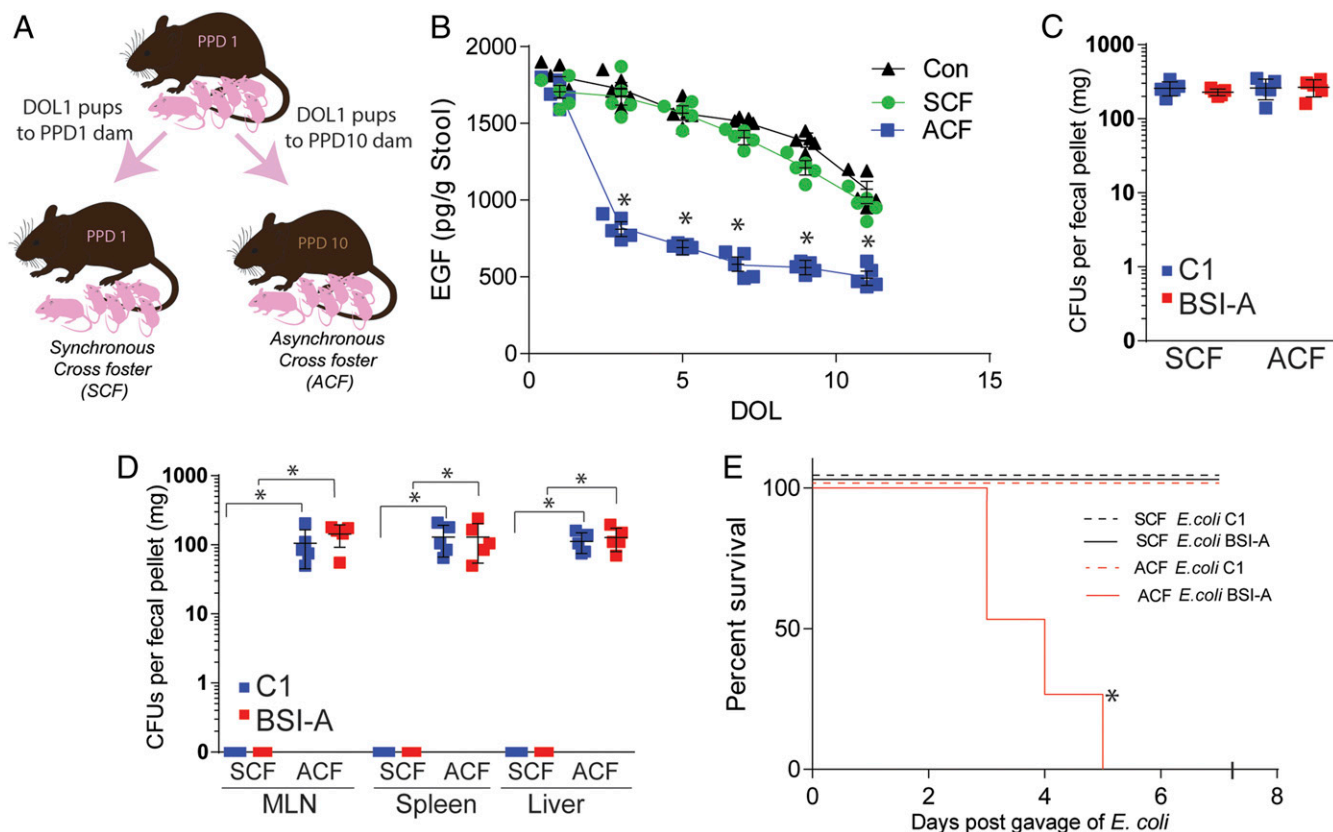 A
PPD 1
DOL1 pups
to PPD1 dam
DOL1 pups
to PPD10 dam
PPD 1
PPD 10
Synchronous
Cross foster
(SCF)
Asynchronous
Cross foster
(ACF)
B
EGF (pg/g Stool)
2000
1500
1000
500
0
0
5
10
15
DOL
Con
SCF
ACF
* * * * *
C
CFUs per fecal pellet (mg)
1000
100
10
1
0
C1
BSI-A
SCF ACF
D
CFUs per fecal pellet (mg)
1000
100
10
1
0
* * * * * *
C1
BSI-A
SCF ACF SCF ACF SCF ACF
MLN Spleen Liver
E
Percent survival
100
50
0
0 2 4 6 8
Days post gavage of E. coli
SCF E.coli C1
SCF E.coli BSI-A
ACF E.coli C1
ACF E.coli BSI-A
*